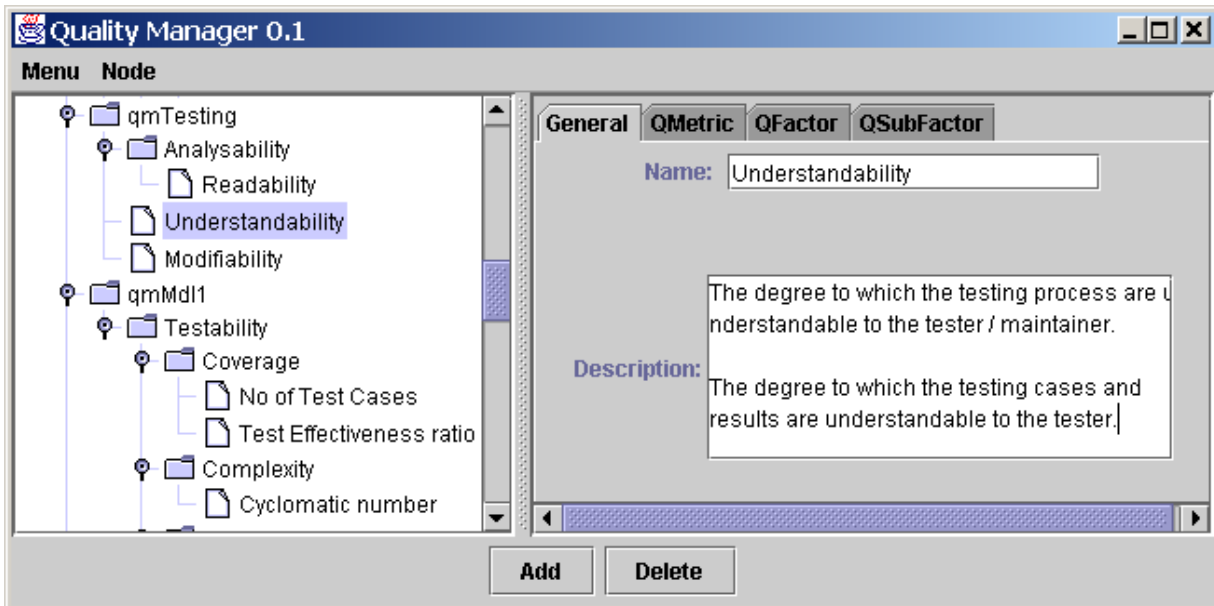 Quality Manager 0.1
Menu Node
qmTesting
Analysability
Readability
Understandability
Modifiability
qmMdl1
Testability
Coverage
No of Test Cases
Test Effectiveness ratio
Complexity
Cyclomatic number
General QMetric QFactor QSubFactor
Name: Understandability
Description:
The degree to which the testing process are u
nderstandable to the tester / maintainer.
The degree to which the testing cases and
results are understandable to the tester.
Add Delete